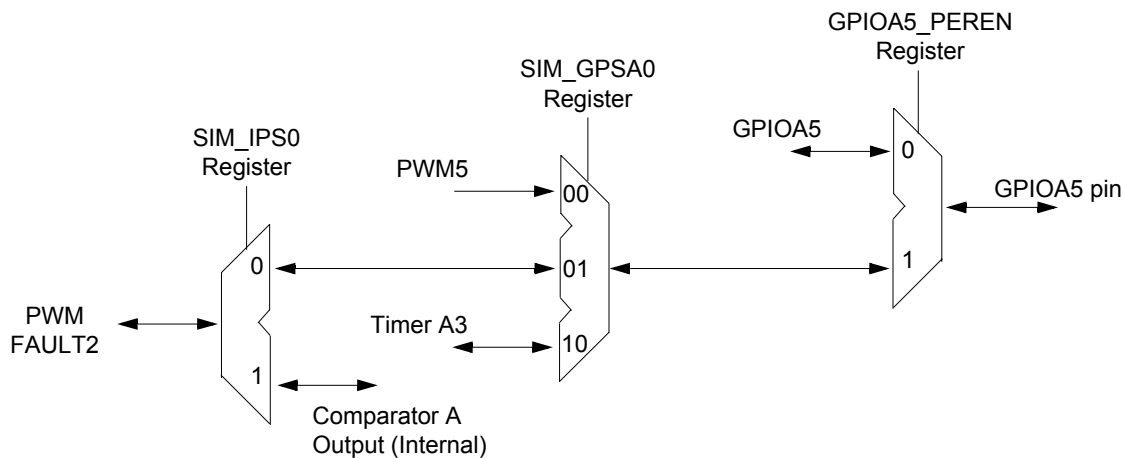 GPIOA5_PEREN
Register
SIM_GPSA0
Register
SIM_IPS0
Register
GPIOA5
0
PWM5
00
GPIOA5 pin
0
01
1
PWM
FAULT2
Timer A3
10
1
Comparator A
Output (Internal)